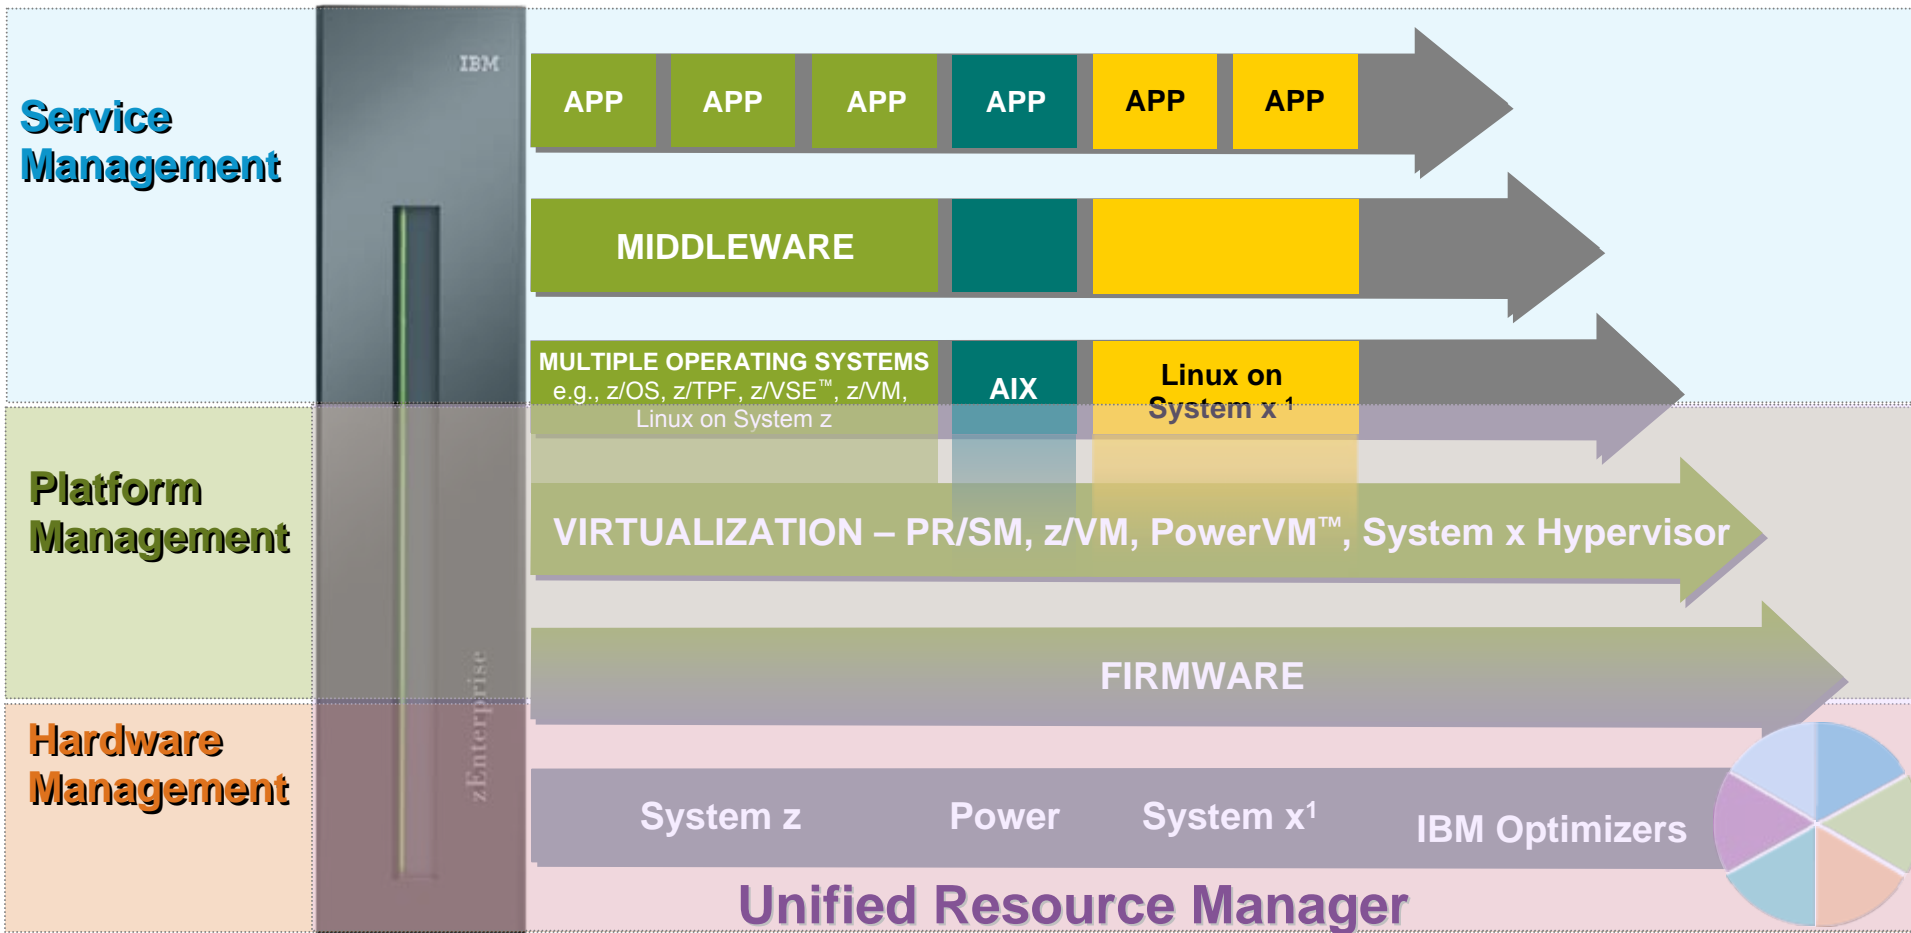 IBM
Service
Management
APP APP APP APP APP APP
MIDDLEWARE
MULTIPLE OPERATING SYSTEMS
e.g., z/OS, z/TPF, z/VSE™, z/VM,
Linux on System z
AIX
Linux on
System x ¹
Platform
Management
VIRTUALIZATION – PR/SM, z/VM, PowerVM™, System x Hypervisor
FIRMWARE
zEnterprise
Hardware
Management
System z Power System x¹ IBM Optimizers
Unified Resource Manager